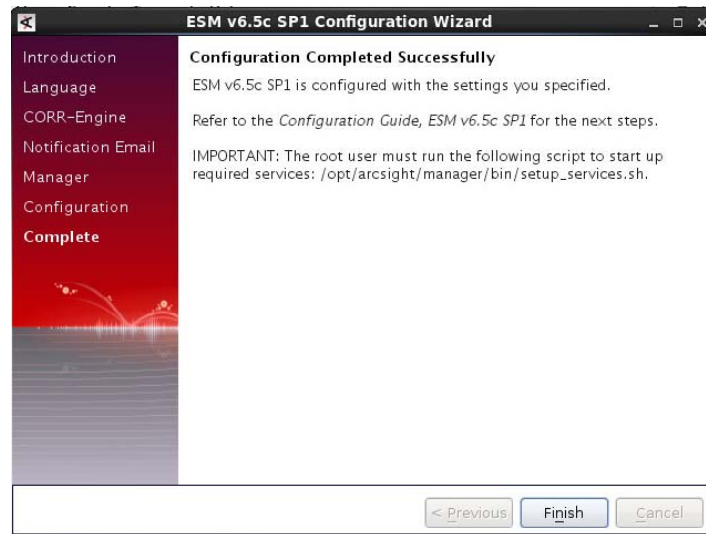 ESM v6.5c SP1 Configuration Wizard
Introduction
Language
CORR-Engine
Notification Email
Manager
Configuration
Complete
Configuration Completed Successfully
ESM v6.5c SP1 is configured with the settings you specified.
Refer to the Configuration Guide, ESM v6.5c SP1 for the next steps.
IMPORTANT: The root user must run the following script to start up
required services: /opt/arcsight/manager/bin/setup_services.sh.
< Previous
Finish
Cancel